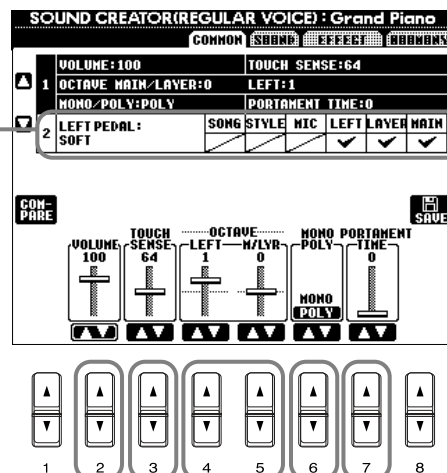 SOUND CREATOR(REGULAR VOICE) : Grand Piano
COMMON SOUND EFFECT HARMONY
1 VOLUME:100 TOUCH SENSE:64
OCTAVE MAIN/LAYER:0 LEFT:1
MONO/POLY:POLY PORTAMENT TIME:0
2 LEFT PEDAL: SOFT SONG STYLE MIC LEFT LAYER MAIN
COM-
PARE
SAVE
VOLUME
100
TOUCH
SENSE
64
OCTAVE
LEFT M/LYR
1 0
MONO
POLY
MONO
POLY
PORTAMENT
TIME
0
1 2 3 4 5 6 7 8